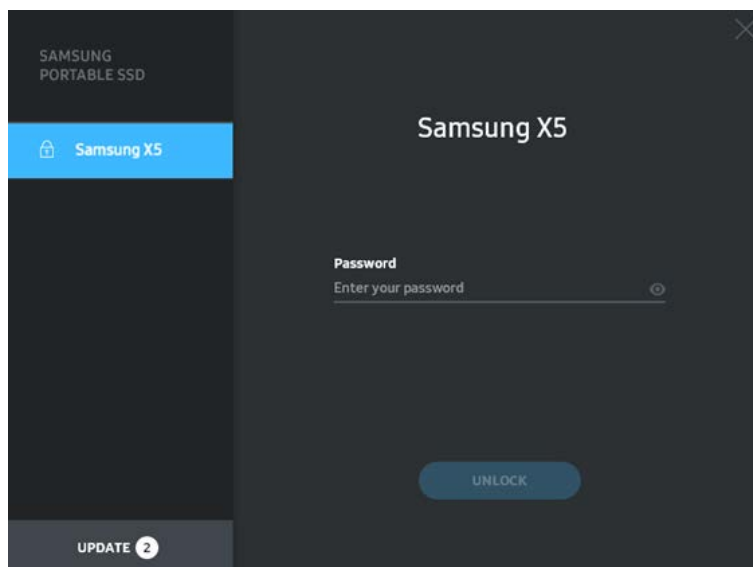 SAMSUNG
PORTABLE SSD
Samsung X5
Samsung X5
Password
Enter your password
UNLOCK
UPDATE 2